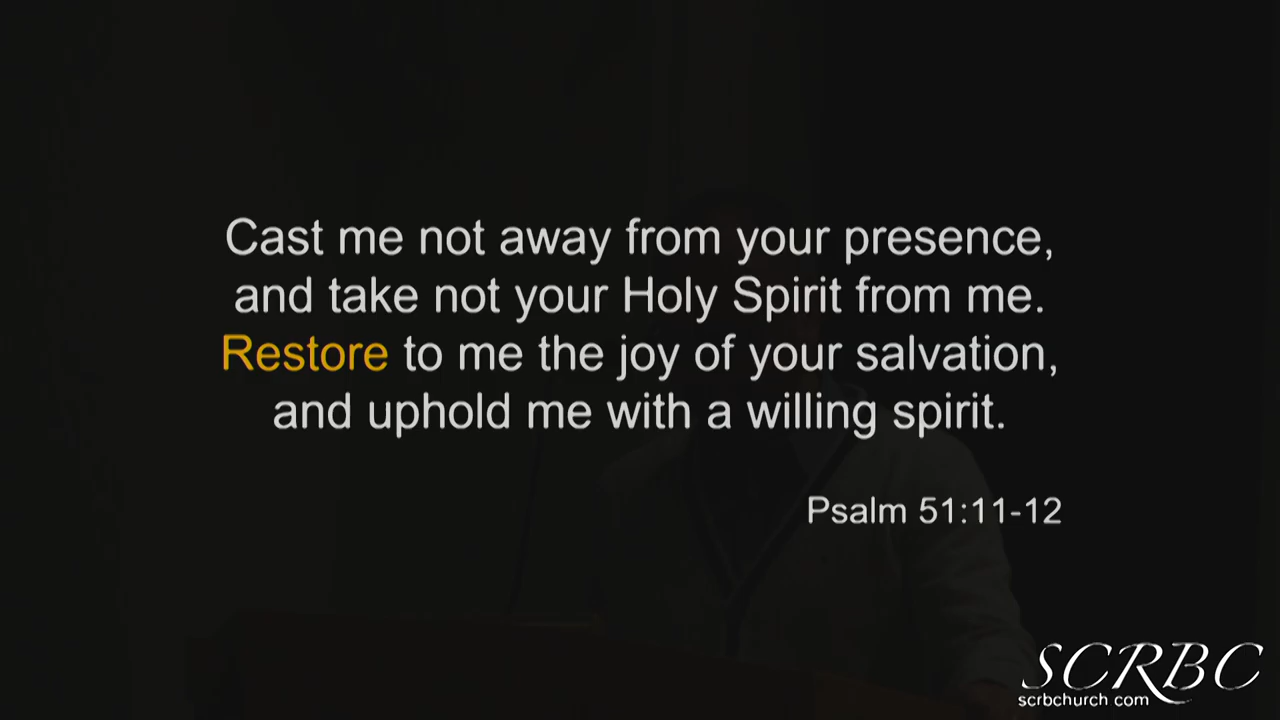 Cast me not away from your presence,
and take not your Holy Spirit from me.
Restore to me the joy of your salvation,
and uphold me with a willing spirit.
Psalm 51:11-12
SCRBC
scrbchurch com